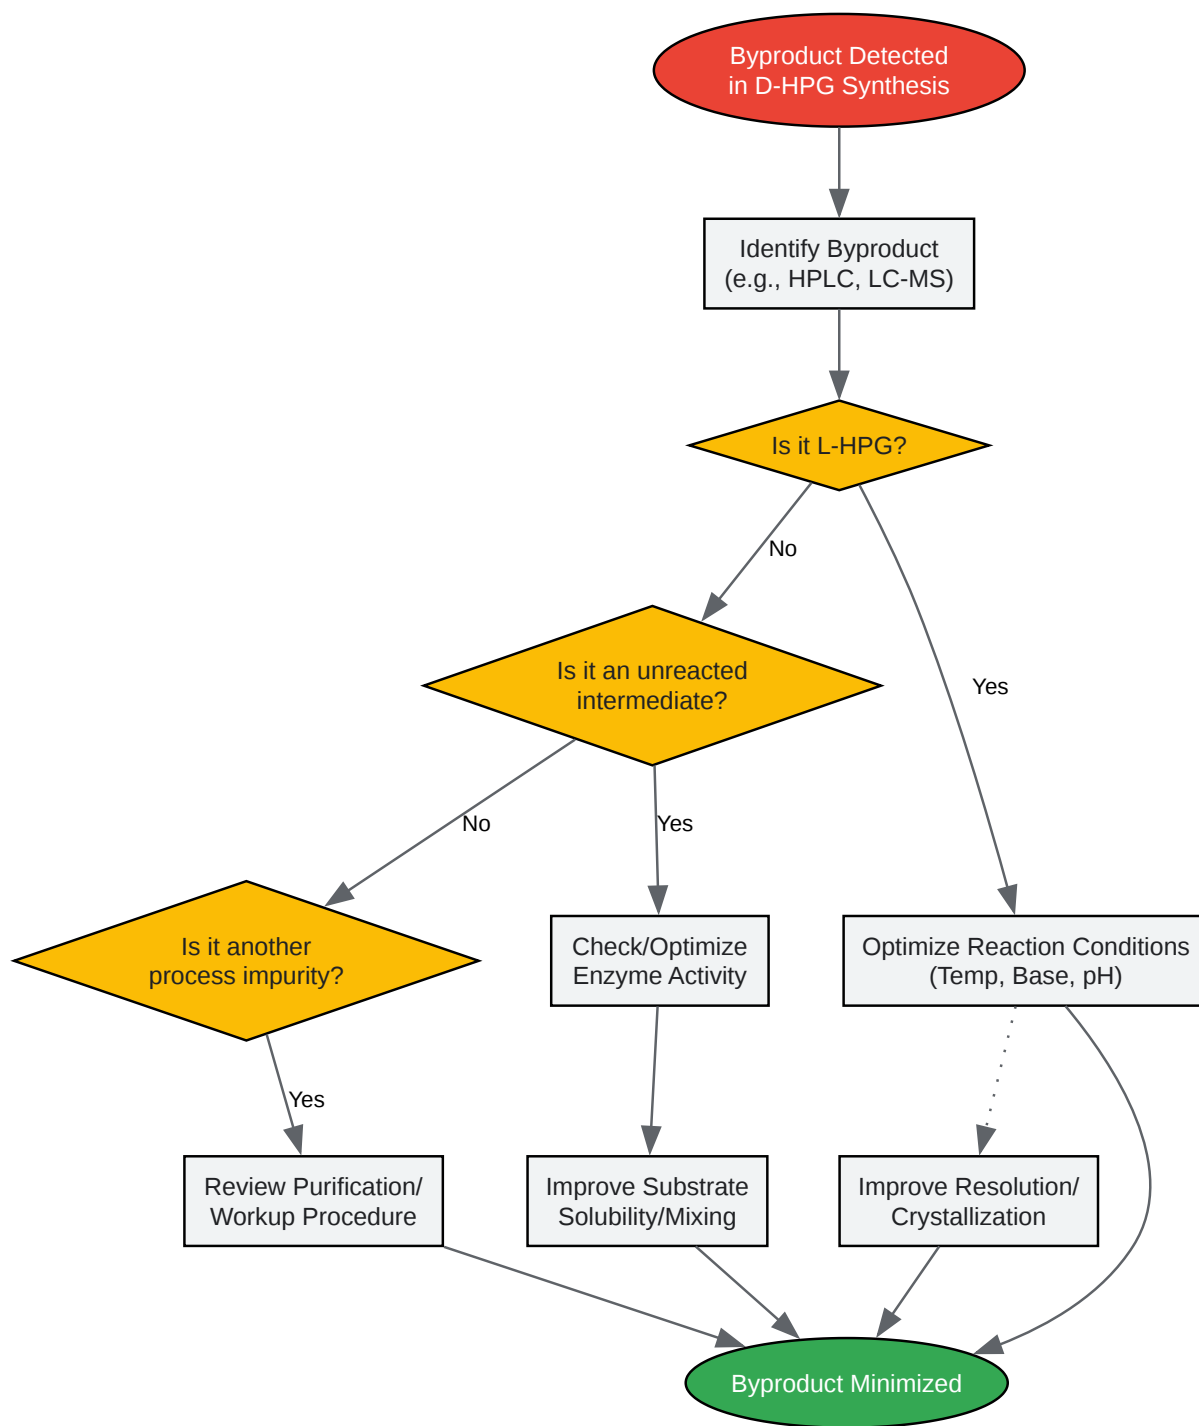 Byproduct Detected
in D-HPG Synthesis
Identify Byproduct
(e.g., HPLC, LC-MS)
Is it L-HPG?
No
Yes
Is it an unreacted
intermediate?
No
Yes
Is it another
process impurity?
Yes
Check/Optimize
Enzyme Activity
Optimize Reaction Conditions
(Temp, Base, pH)
Review Purification/
Workup Procedure
Improve Substrate
Solubility/Mixing
Improve Resolution/
Crystallization
Byproduct Minimized